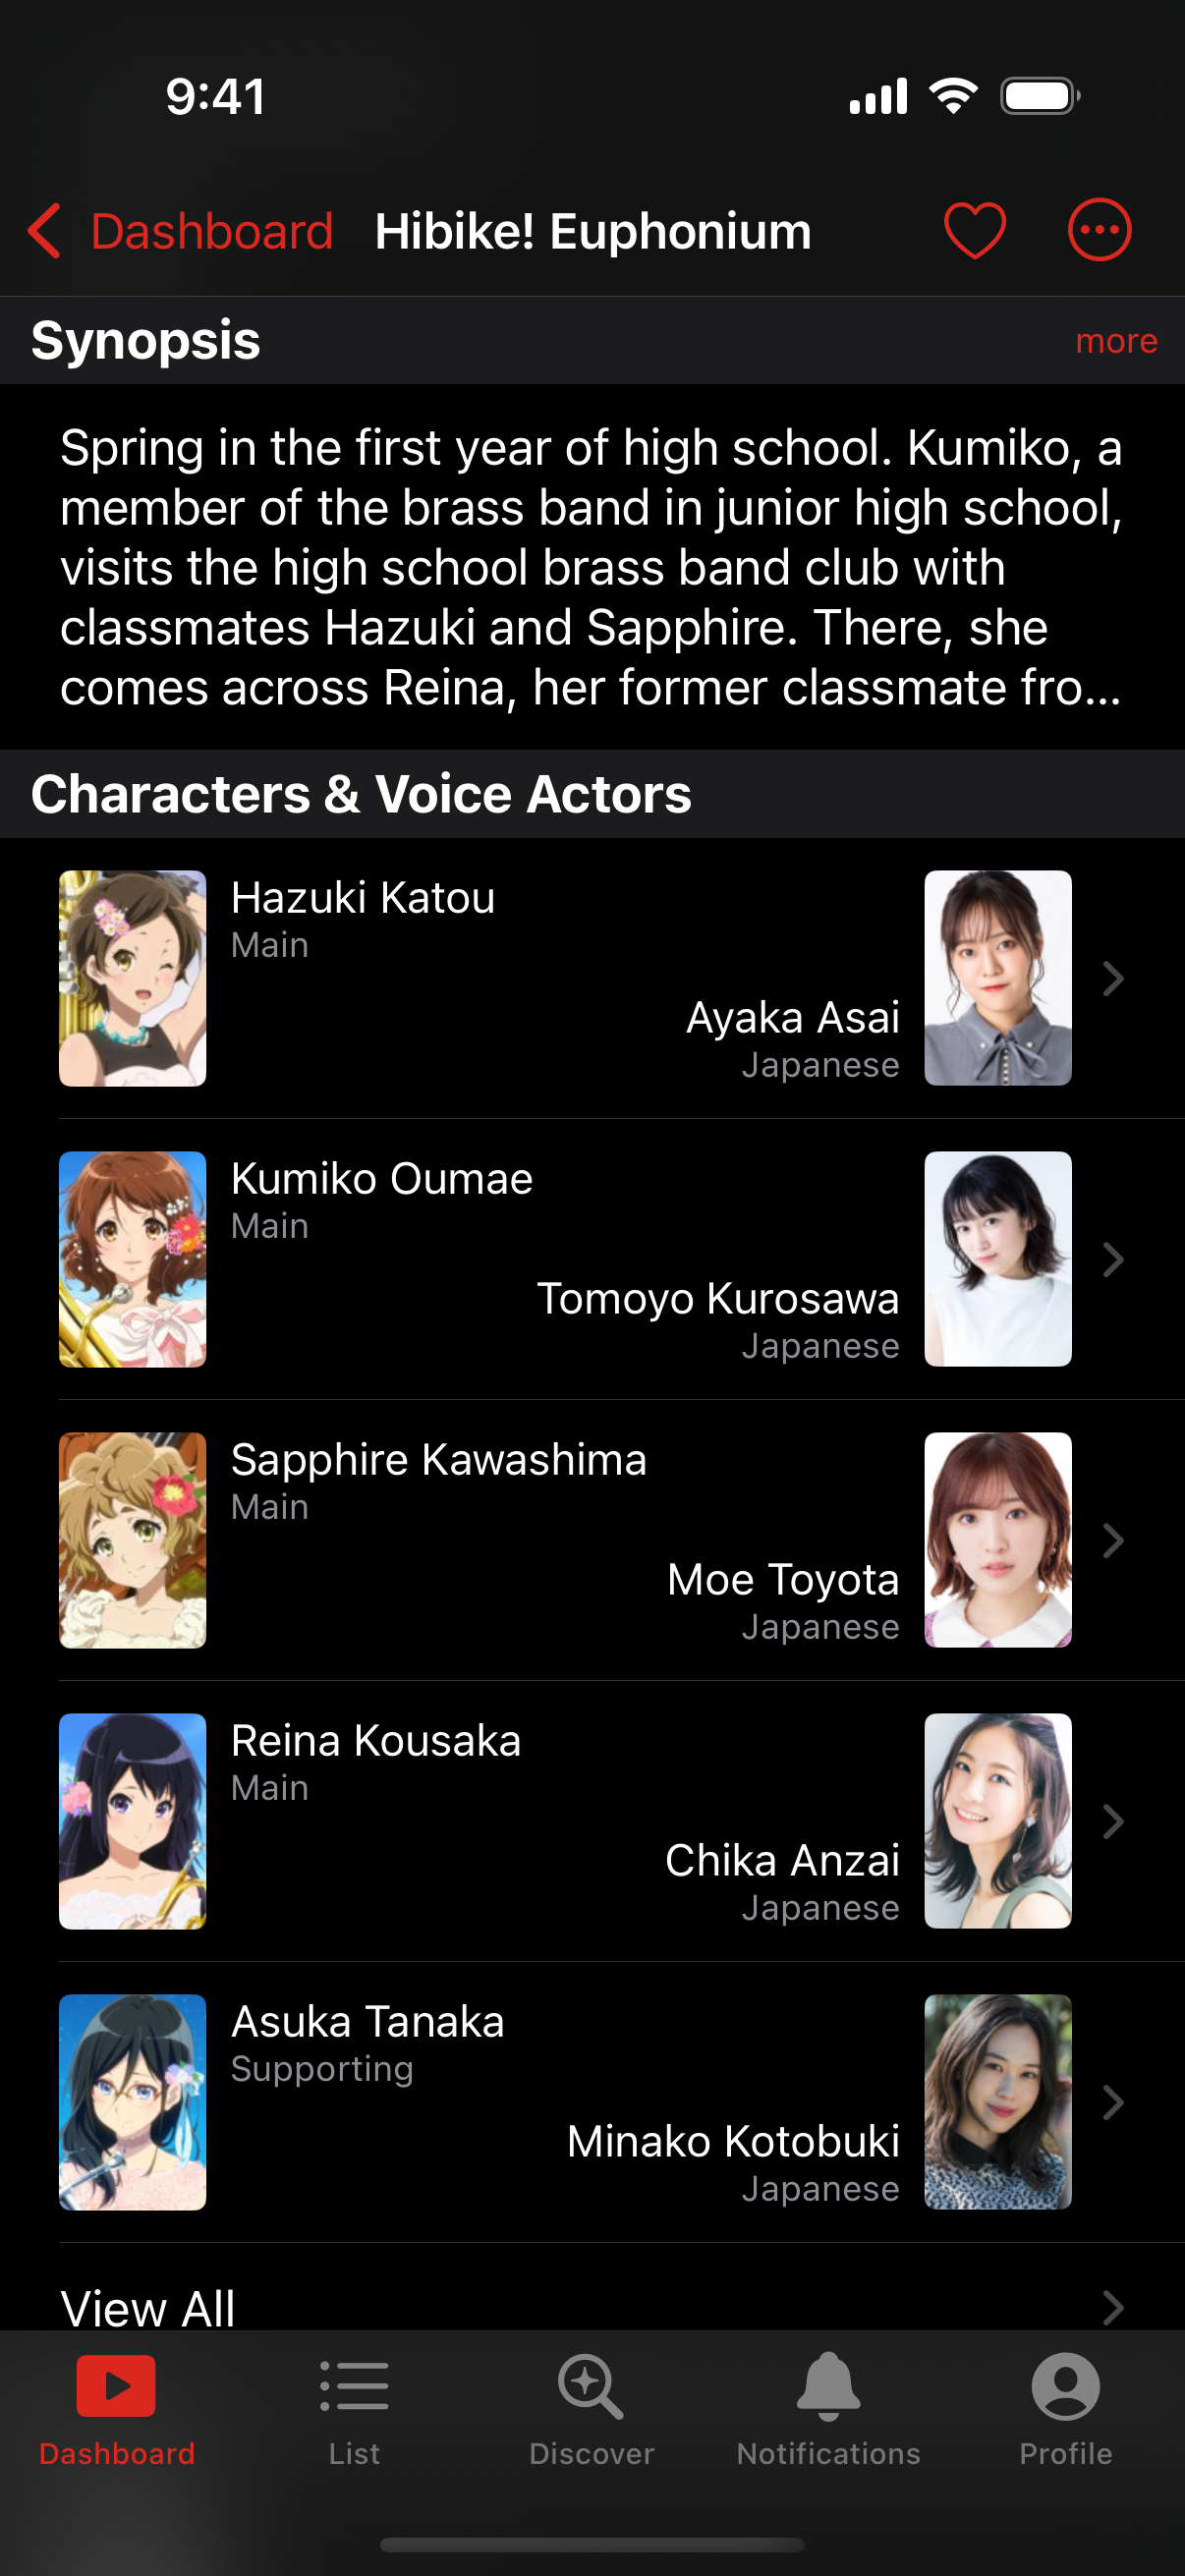 9:41
Dashboard
Hibike! Euphonium
Synopsis
more
Spring in the first year of high school. Kumiko, a
member of the brass band in junior high school,
visits the high school brass band club with
classmates Hazuki and Sapphire. There, she
comes across Reina, her former classmate fro...
Characters & Voice Actors
Hazuki Katou
Main
Ayaka Asai
Japanese
Kumiko Oumae
Main
Tomoyo Kurosawa
Japanese
Sapphire Kawashima
Main
Moe Toyota
Japanese
Reina Kousaka
Main
Chika Anzai
Japanese
Asuka Tanaka
Supporting
Minako Kotobuki
Japanese
View All
Dashboard
List
Discover
Notifications
Profile